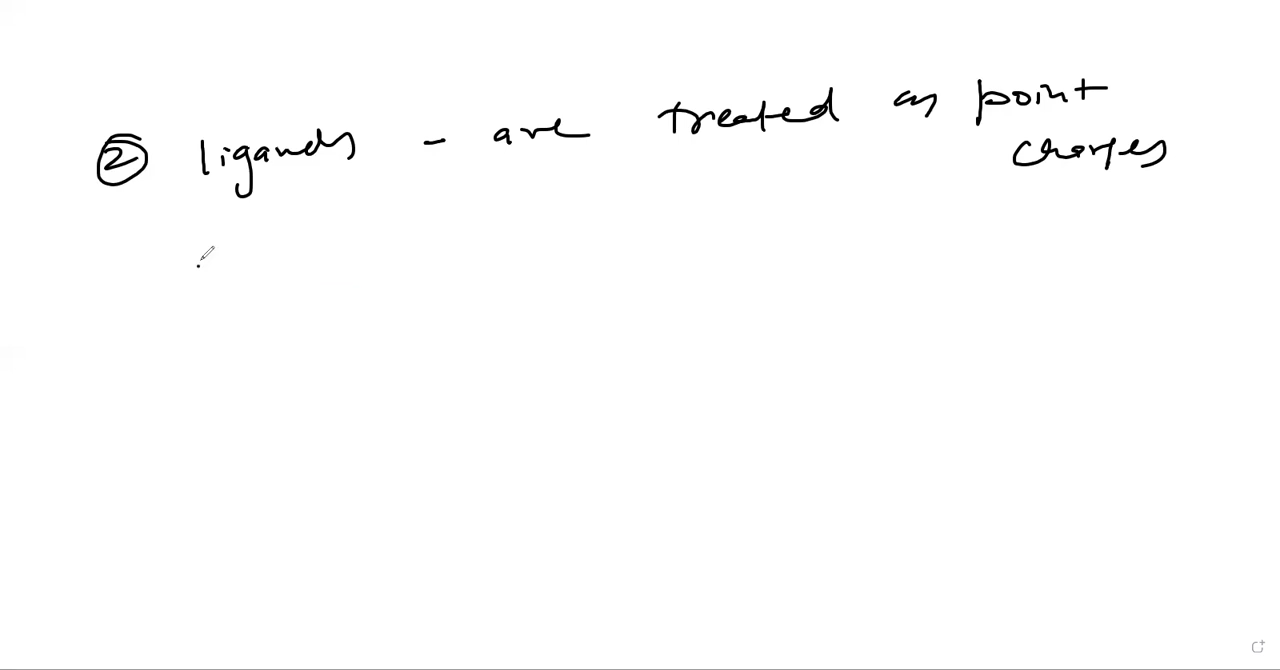 ② ligands - are treated as point
charges